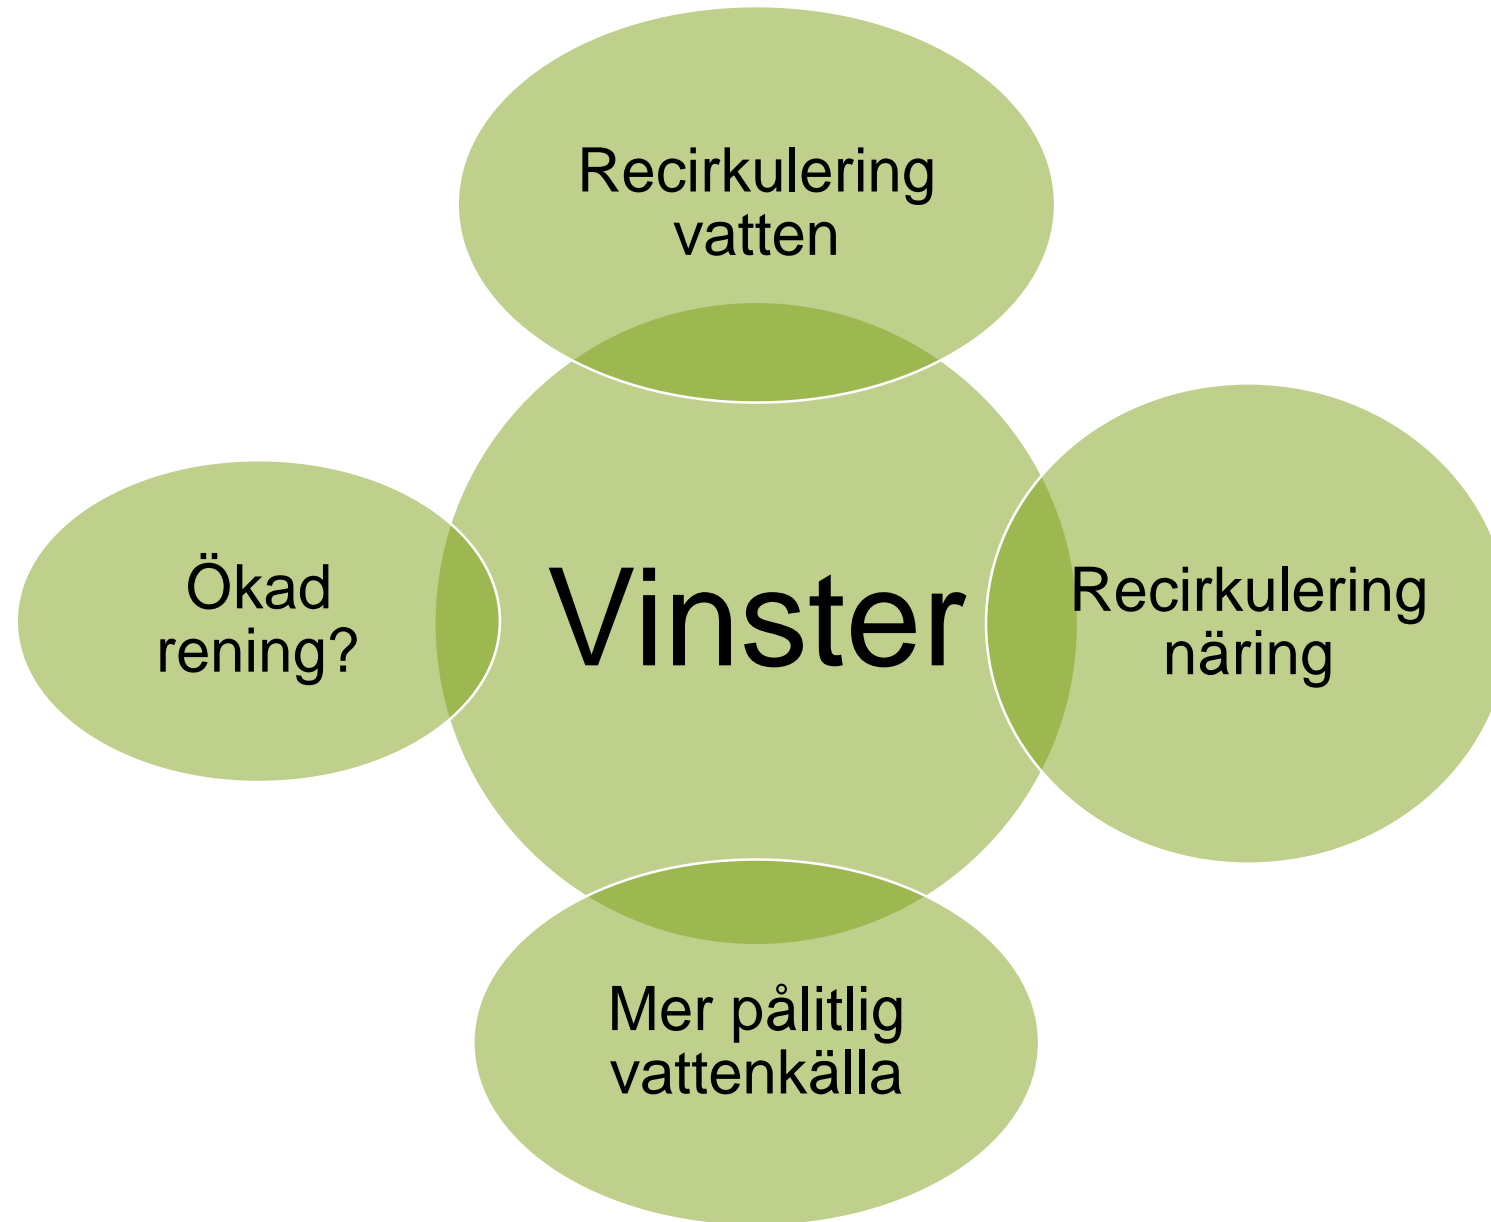 Recirkulering
vatten
Ökad
rening?
Vinster
Recirkulering
näring
Mer pålitlig
vattenkälla